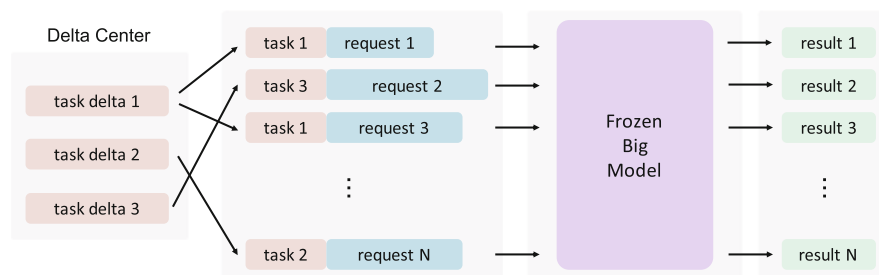 Delta Center
task delta 1
task delta 2
task delta 3
task 1 request 1
task 3 request 2
task 1 request 3
task 2 request N
Frozen
Big
Model
result 1
result 2
result 3
result N